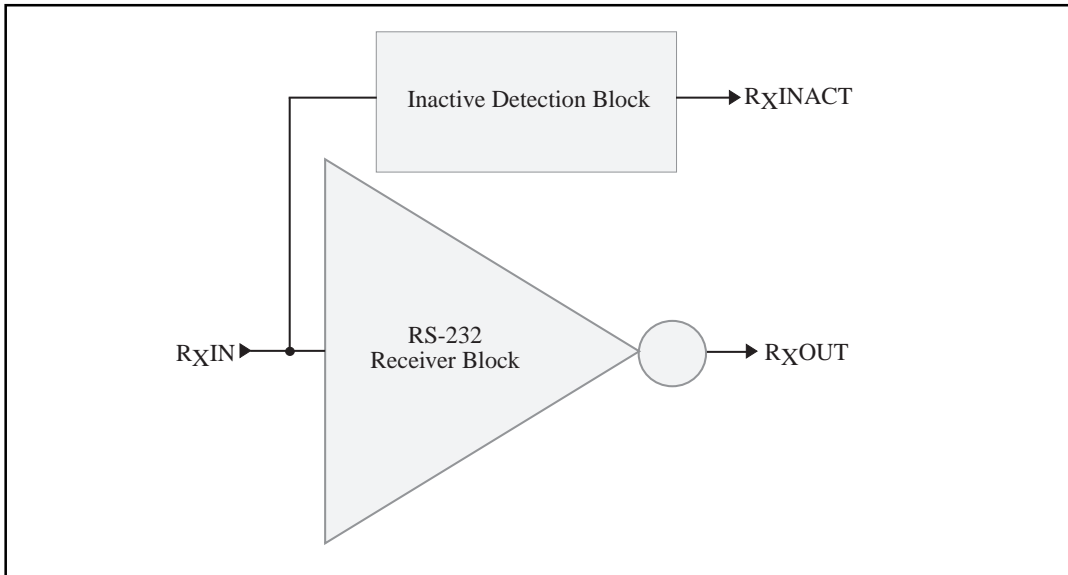 Inactive Detection Block
RXINACT
RXIN
RS-232
Receiver Block
RXOUT